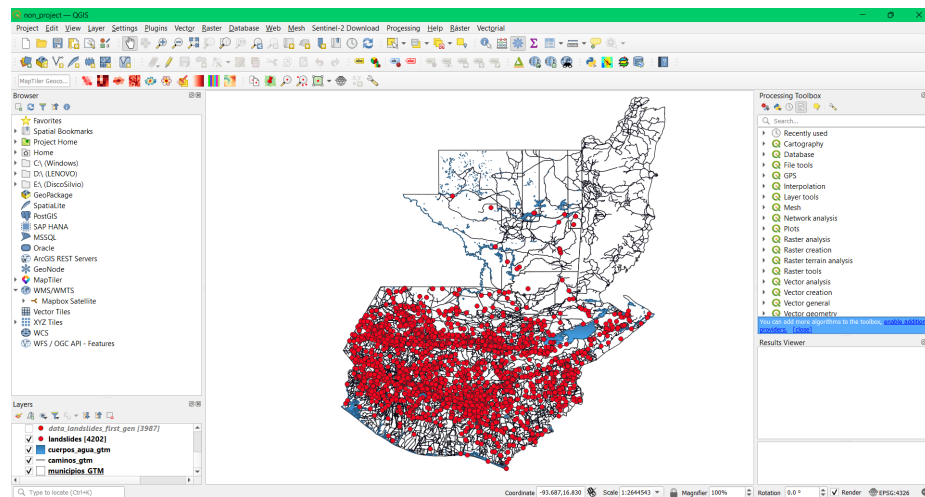 non_project — QGIS
Project Edit View Layer Settings Plugins Vector Raster Database Web Mesh Sentinel-2 Download Processing Help Ráster Vectorial
MapTiler Geoco...
Browser
Favorites
Spatial Bookmarks
Project Home
Home
C:\ (Windows)
D:\ (LENOVO)
E:\ (DiscoSilvio)
GeoPackage
SpatiaLite
PostGIS
SAP HANA
MSSQL
Oracle
ArcGIS REST Servers
GeoNode
MapTiler
WMS/WMTS
Mapbox Satellite
Vector Tiles
XYZ Tiles
WCS
WFS / OGC API - Features
Layers
data_landslides_first_gen [3987]
landslides [4202]
cuerpos_agua_gtm
caminos_gtm
municipios_GTM
Processing Toolbox
Search...
Recently used
Cartography
Database
File tools
GPS
Interpolation
Layer tools
Mesh
Network analysis
Plots
Raster analysis
Raster creation
Raster terrain analysis
Raster tools
Vector analysis
Vector creation
Vector general
Vector geometry
You can add more algorithms to the toolbox, enable addition
providers. [close]
Results Viewer
Type to locate (Ctrl+K)
Coordinate -93.687,16.830 Scale 1:2644543 Magnifier 100% Rotation 0.0 ° Render EPSG:4326